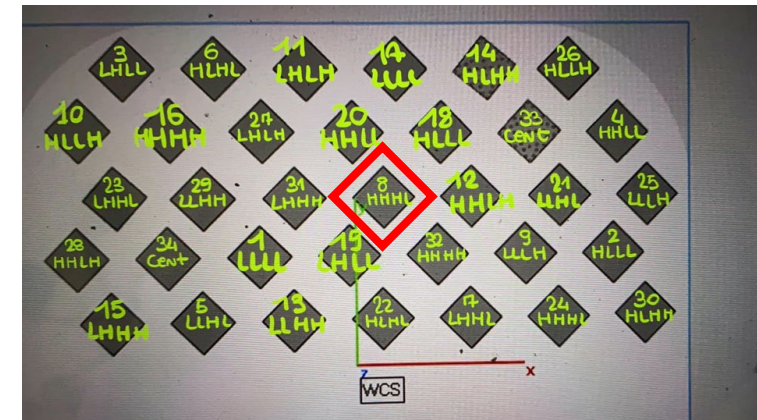 3
LHLL
6
HLHL
11
LHLH
17
LLLL
14
HLHH
26
HLLH
10
HLLH
16
HHHH
27
LHLH
20
HHLL
18
HLLL
33
Cent
4
HHLL
23
LHHL
29
LLHH
31
LHHH
8
HHHL
12
HHLH
21
LLHL
25
LLLH
28
HHLH
34
Cent
1
LLLL
19
LHLL
32
HHHH
9
LLLH
2
HLLL
15
LHHH
5
LLHL
13
LLHH
22
HLHL
7
LHHL
24
HHHL
30
HLHH
Z
X
WCS